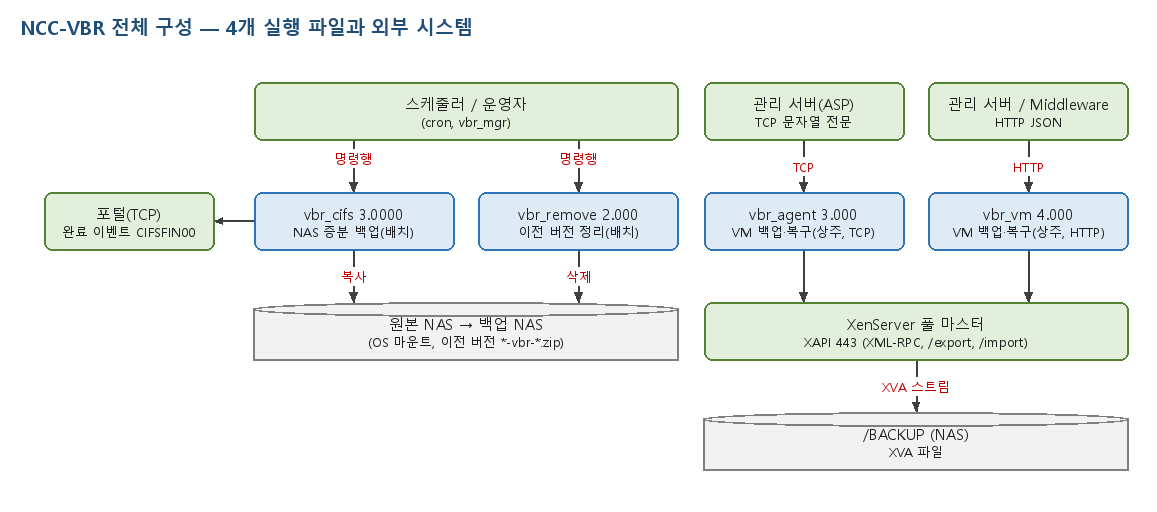 NCC-VBR 전체 구성 — 4개 실행 파일과 외부 시스템
스케줄러 / 운영자
(cron, vbr_mgr)
관리 서버(ASP)
TCP 문자열 전문
관리 서버 / Middleware
HTTP JSON
명령행
명령행
TCP
HTTP
포털(TCP)
완료 이벤트 CIFSFIN00
vbr_cifs 3.0000
NAS 증분 백업(배치)
vbr_remove 2.000
이전 버전 정리(배치)
vbr_agent 3.000
VM 백업·복구(상주, TCP)
vbr_vm 4.000
VM 백업·복구(상주, HTTP)
복사
삭제
원본 NAS → 백업 NAS
(OS 마운트, 이전 버전 *-vbr-*.zip)
XenServer 풀 마스터
XAPI 443 (XML-RPC, /export, /import)
XVA 스트림
/BACKUP (NAS)
XVA 파일